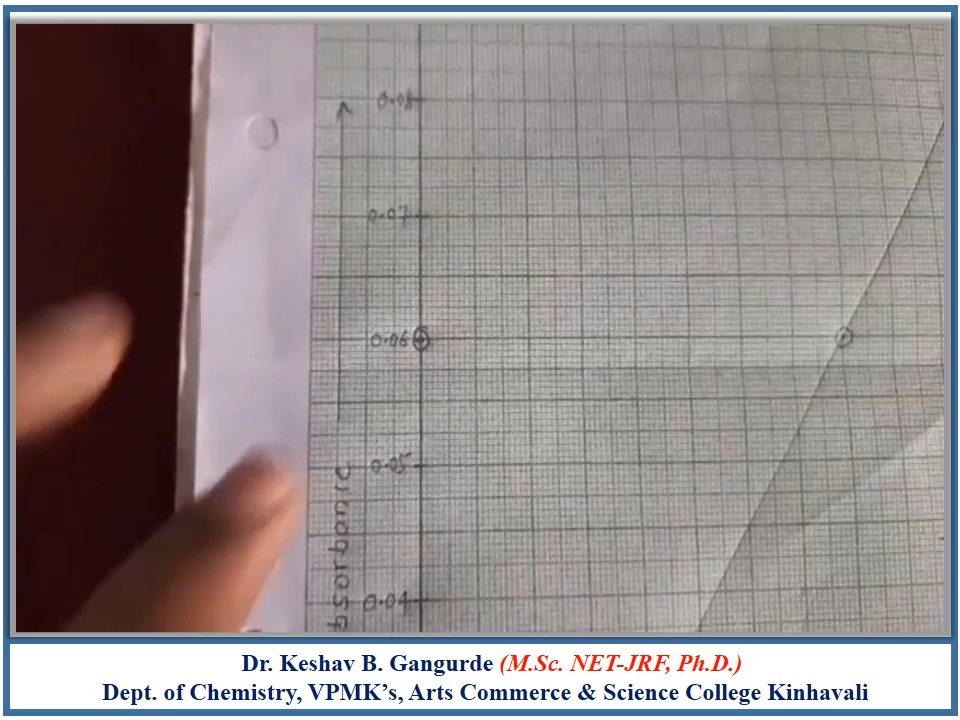 0.08
0.07
0.06
0.05
0.04
Dr. Keshav B. Gangurde (M.Sc. NET-JRF, Ph.D.)
Dept. of Chemistry, VPMK's, Arts Commerce & Science College Kinhavali